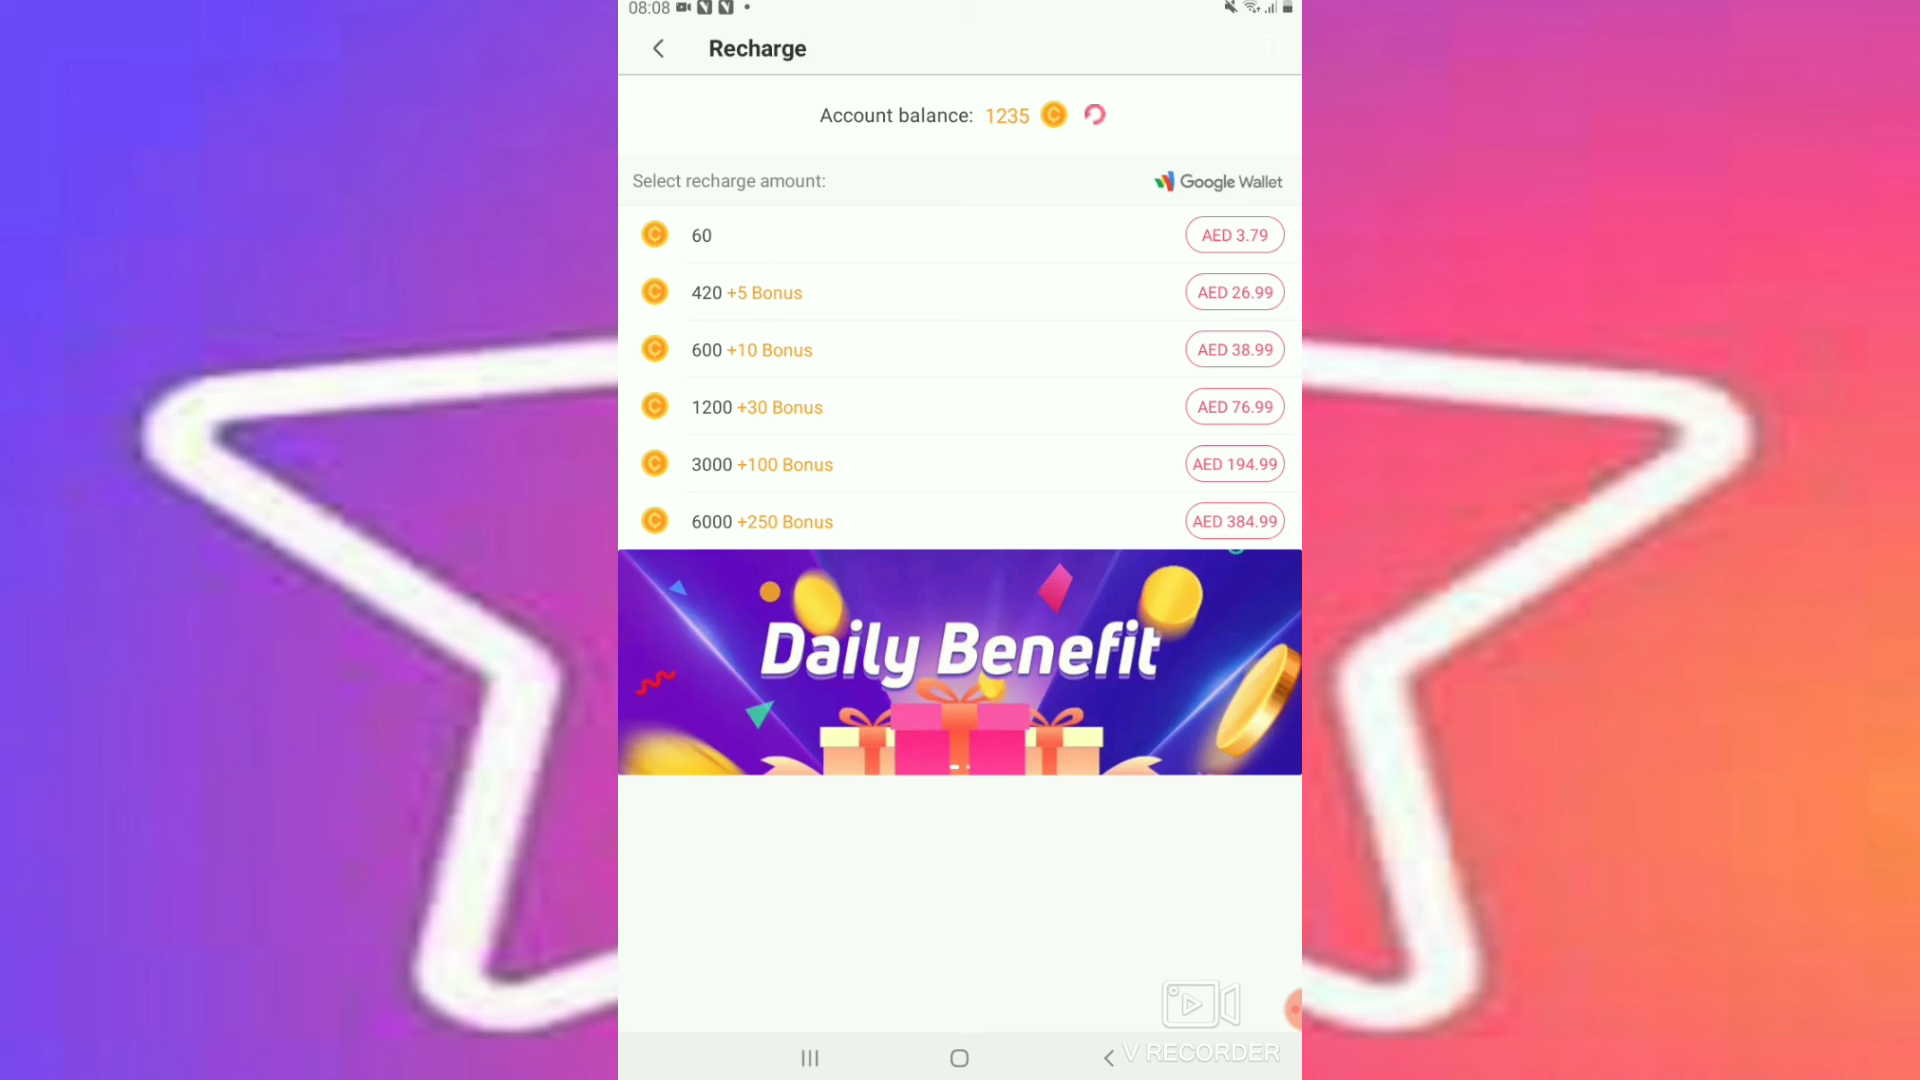 08:08
Recharge
Account balance: 1235
Select recharge amount:
Google Wallet
60
AED 3.79
420 +5 Bonus
AED 26.99
600 +10 Bonus
AED 38.99
1200 +30 Bonus
AED 76.99
3000 +100 Bonus
AED 194.99
6000 +250 Bonus
AED 384.99
Daily Benefit
V RECORDER